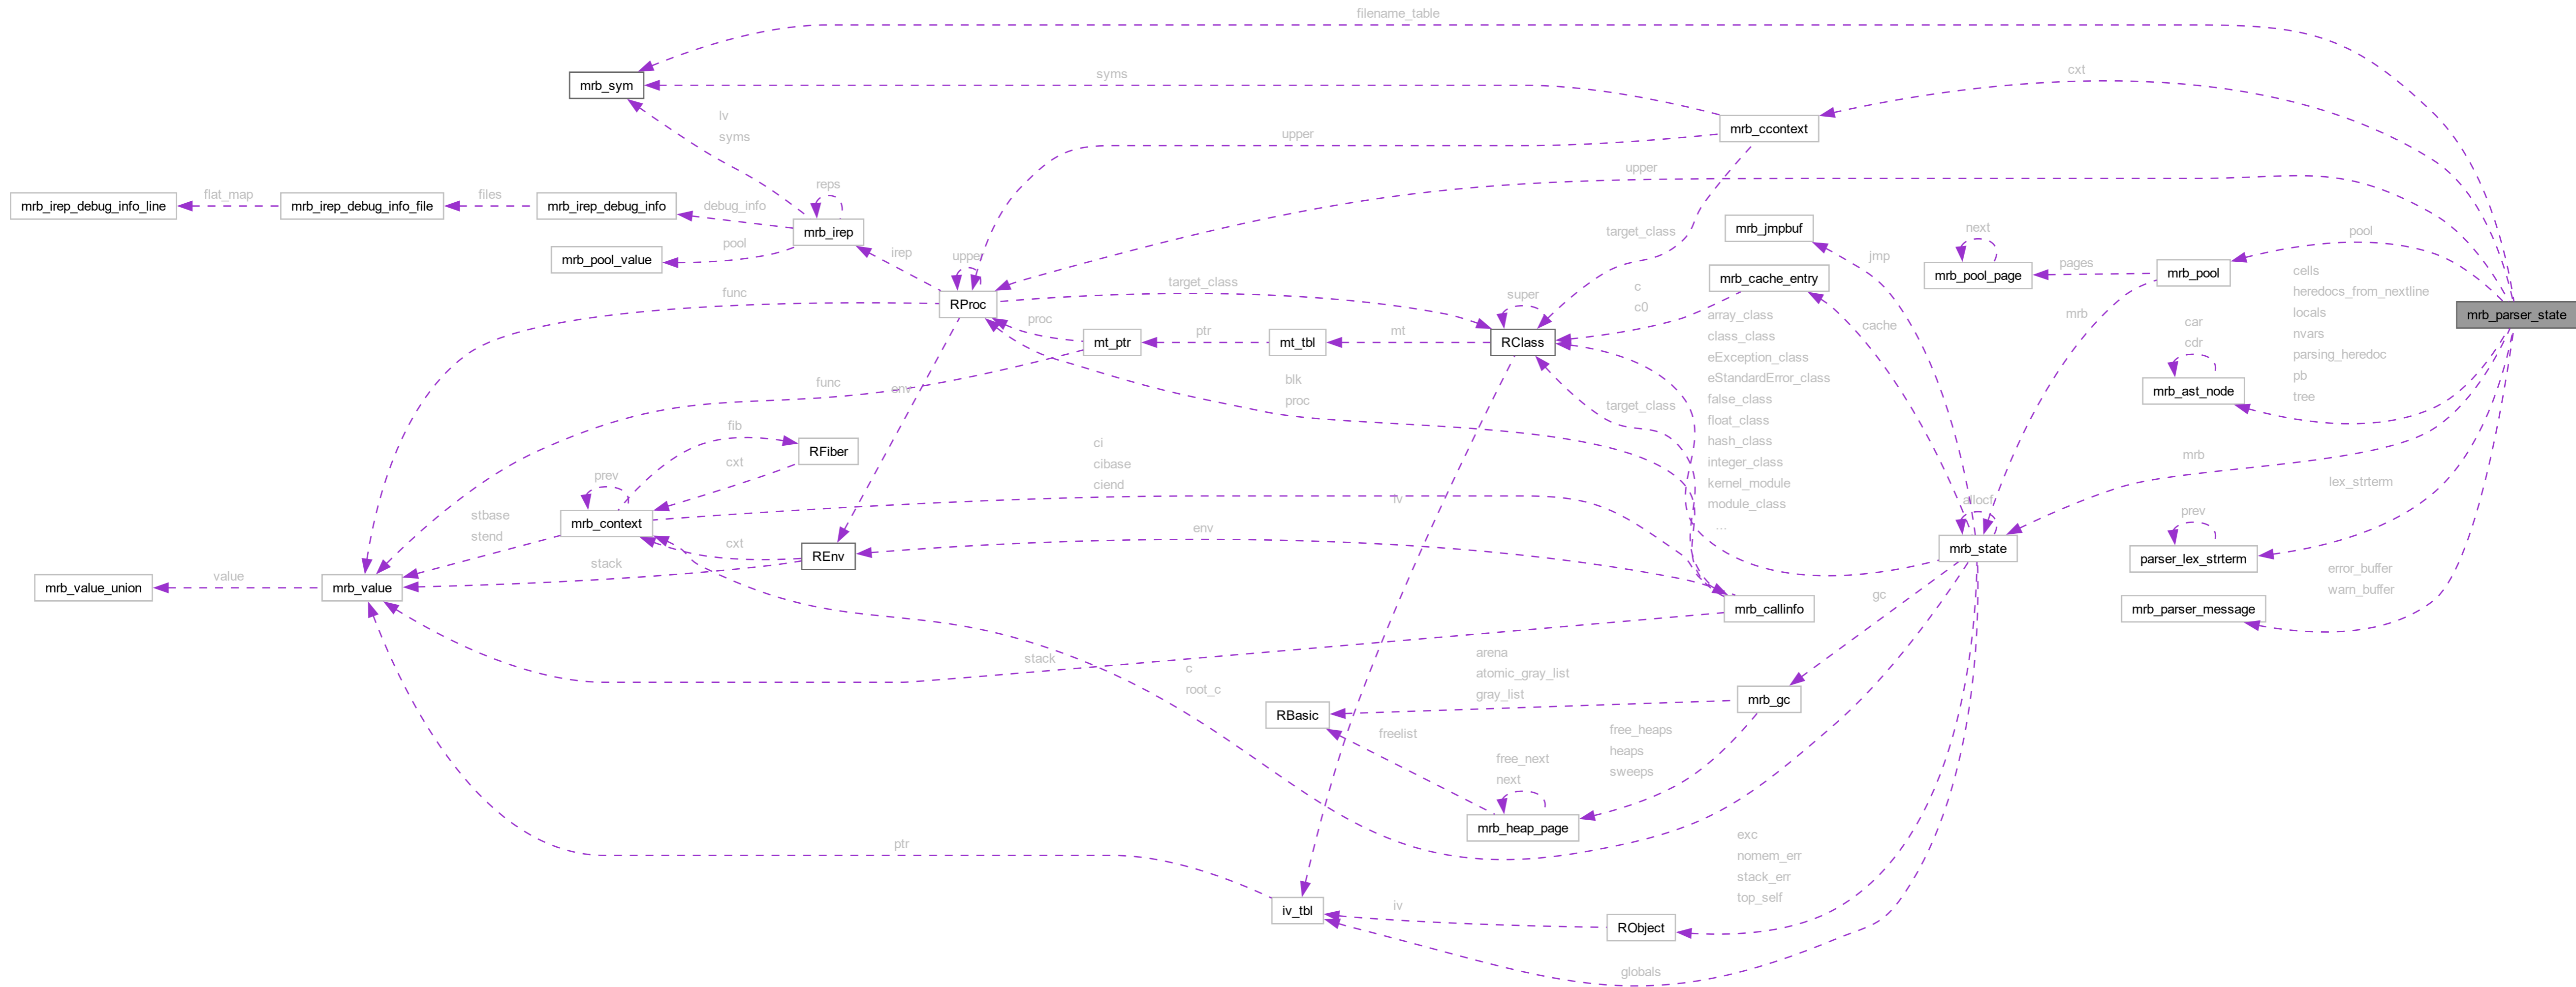 filename_table
cxt
syms
mrb_sym
lv
syms
mrb_ccontext
upper
upper
reps
flat_map
files
debug_info
mrb_irep_debug_info_line
mrb_irep_debug_info_file
mrb_irep_debug_info
mrb_irep
mrb_jmpbuf
next
pool
target_class
pool
irep
uppe
jmp
mrb_pool_value
pages
mrb_pool_page
mrb_pool
cells
heredocs_from_nextline
locals
nvars
parsing_heredoc
pb
tree
mrb_cache_entry
func
target_class
super
c
c0
RProc
mrb_parser_state
proc
ptr
mt
mrb
cache
array_class
class_class
eException_class
eStandardError_class
false_class
float_class
hash_class
integer_class
kernel_module
module_class
...
car
cdr
mt_ptr
mt_tbl
RClass
func
env
blk
proc
target_class
mrb_ast_node
fib
cxt
RFiber
ci
cibase
ciend
mrb
prev
lex_strterm
iv
allocf
stbase
stend
mrb_context
env
prev
cxt
REnv
mrb_state
parser_lex_strterm
stack
value
error_buffer
warn_buffer
mrb_value_union
mrb_value
gc
mrb_callinfo
mrb_parser_message
stack
c
root_c
arena
atomic_gray_list
gray_list
mrb_gc
RBasic
freelist
free_heaps
heaps
sweeps
free_next
next
mrb_heap_page
exc
nomem_err
stack_err
top_self
ptr
iv
iv_tbl
RObject
globals